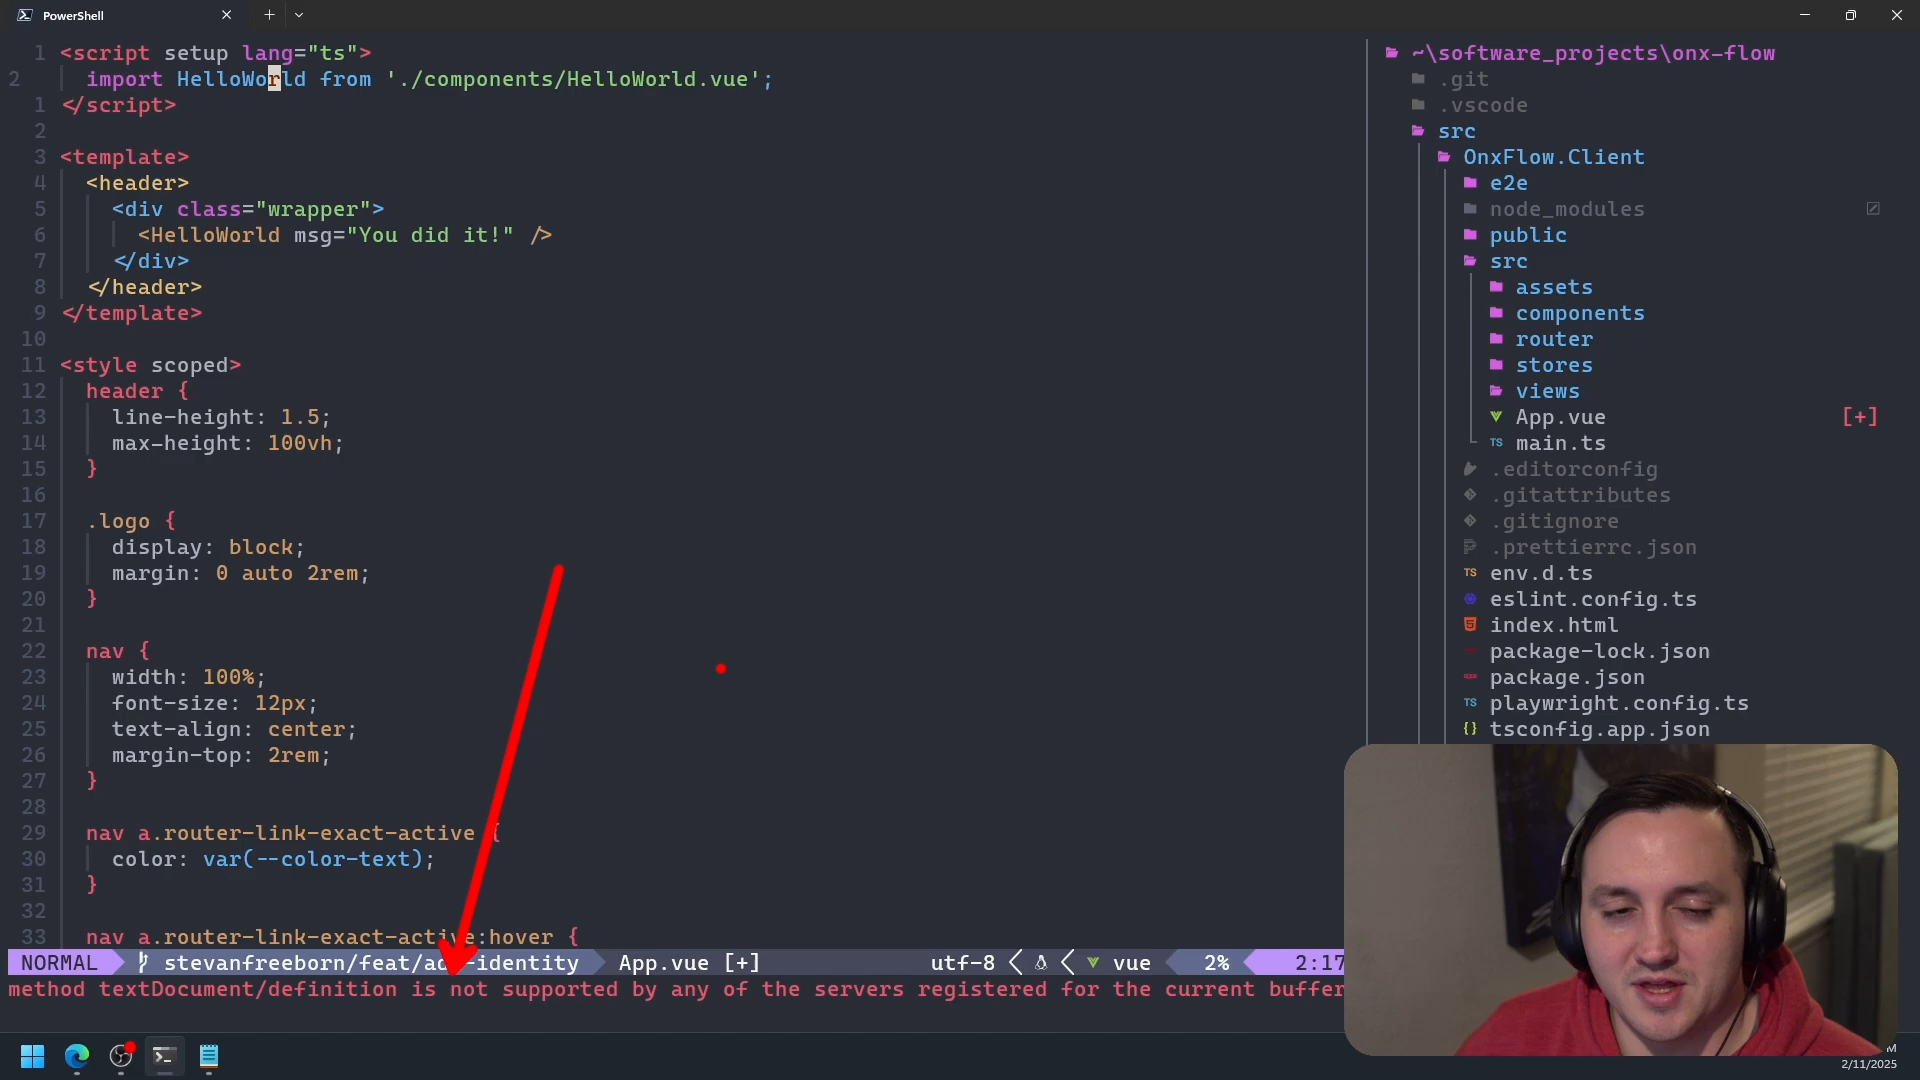 PowerShell
1 <script setup lang="ts">
2 import HelloWorld from './components/HelloWorld.vue';
1 </script>
2
3 <template>
4 <header>
5 <div class="wrapper">
6 <HelloWorld msg="You did it!" />
7 </div>
8 </header>
9 </template>
10
11 <style scoped>
12 header {
13 line-height: 1.5;
14 max-height: 100vh;
15 }
16
17 .logo {
18 display: block;
19 margin: 0 auto 2rem;
20 }
21
22 nav {
23 width: 100%;
24 font-size: 12px;
25 text-align: center;
26 margin-top: 2rem;
27 }
28
29 nav a.router-link-exact-active {
30 color: var(--color-text);
31 }
32
33 nav a.router-link-exact-active:hover {
~\software_projects\onx-flow
.git
.vscode
src
OnxFlow.Client
e2e
node_modules
public
src
assets
components
router
stores
views
App.vue [+]
TS main.ts
.editorconfig
.gitattributes
.gitignore
.prettierrc.json
TS env.d.ts
eslint.config.ts
index.html
package-lock.json
package.json
TS playwright.config.ts
{} tsconfig.app.json
NORMAL stevanfreeborn/feat/add-identity App.vue [+] utf-8 vue 2% 2:17
method textDocument/definition is not supported by any of the servers registered for the current buffer
M
2/11/2025